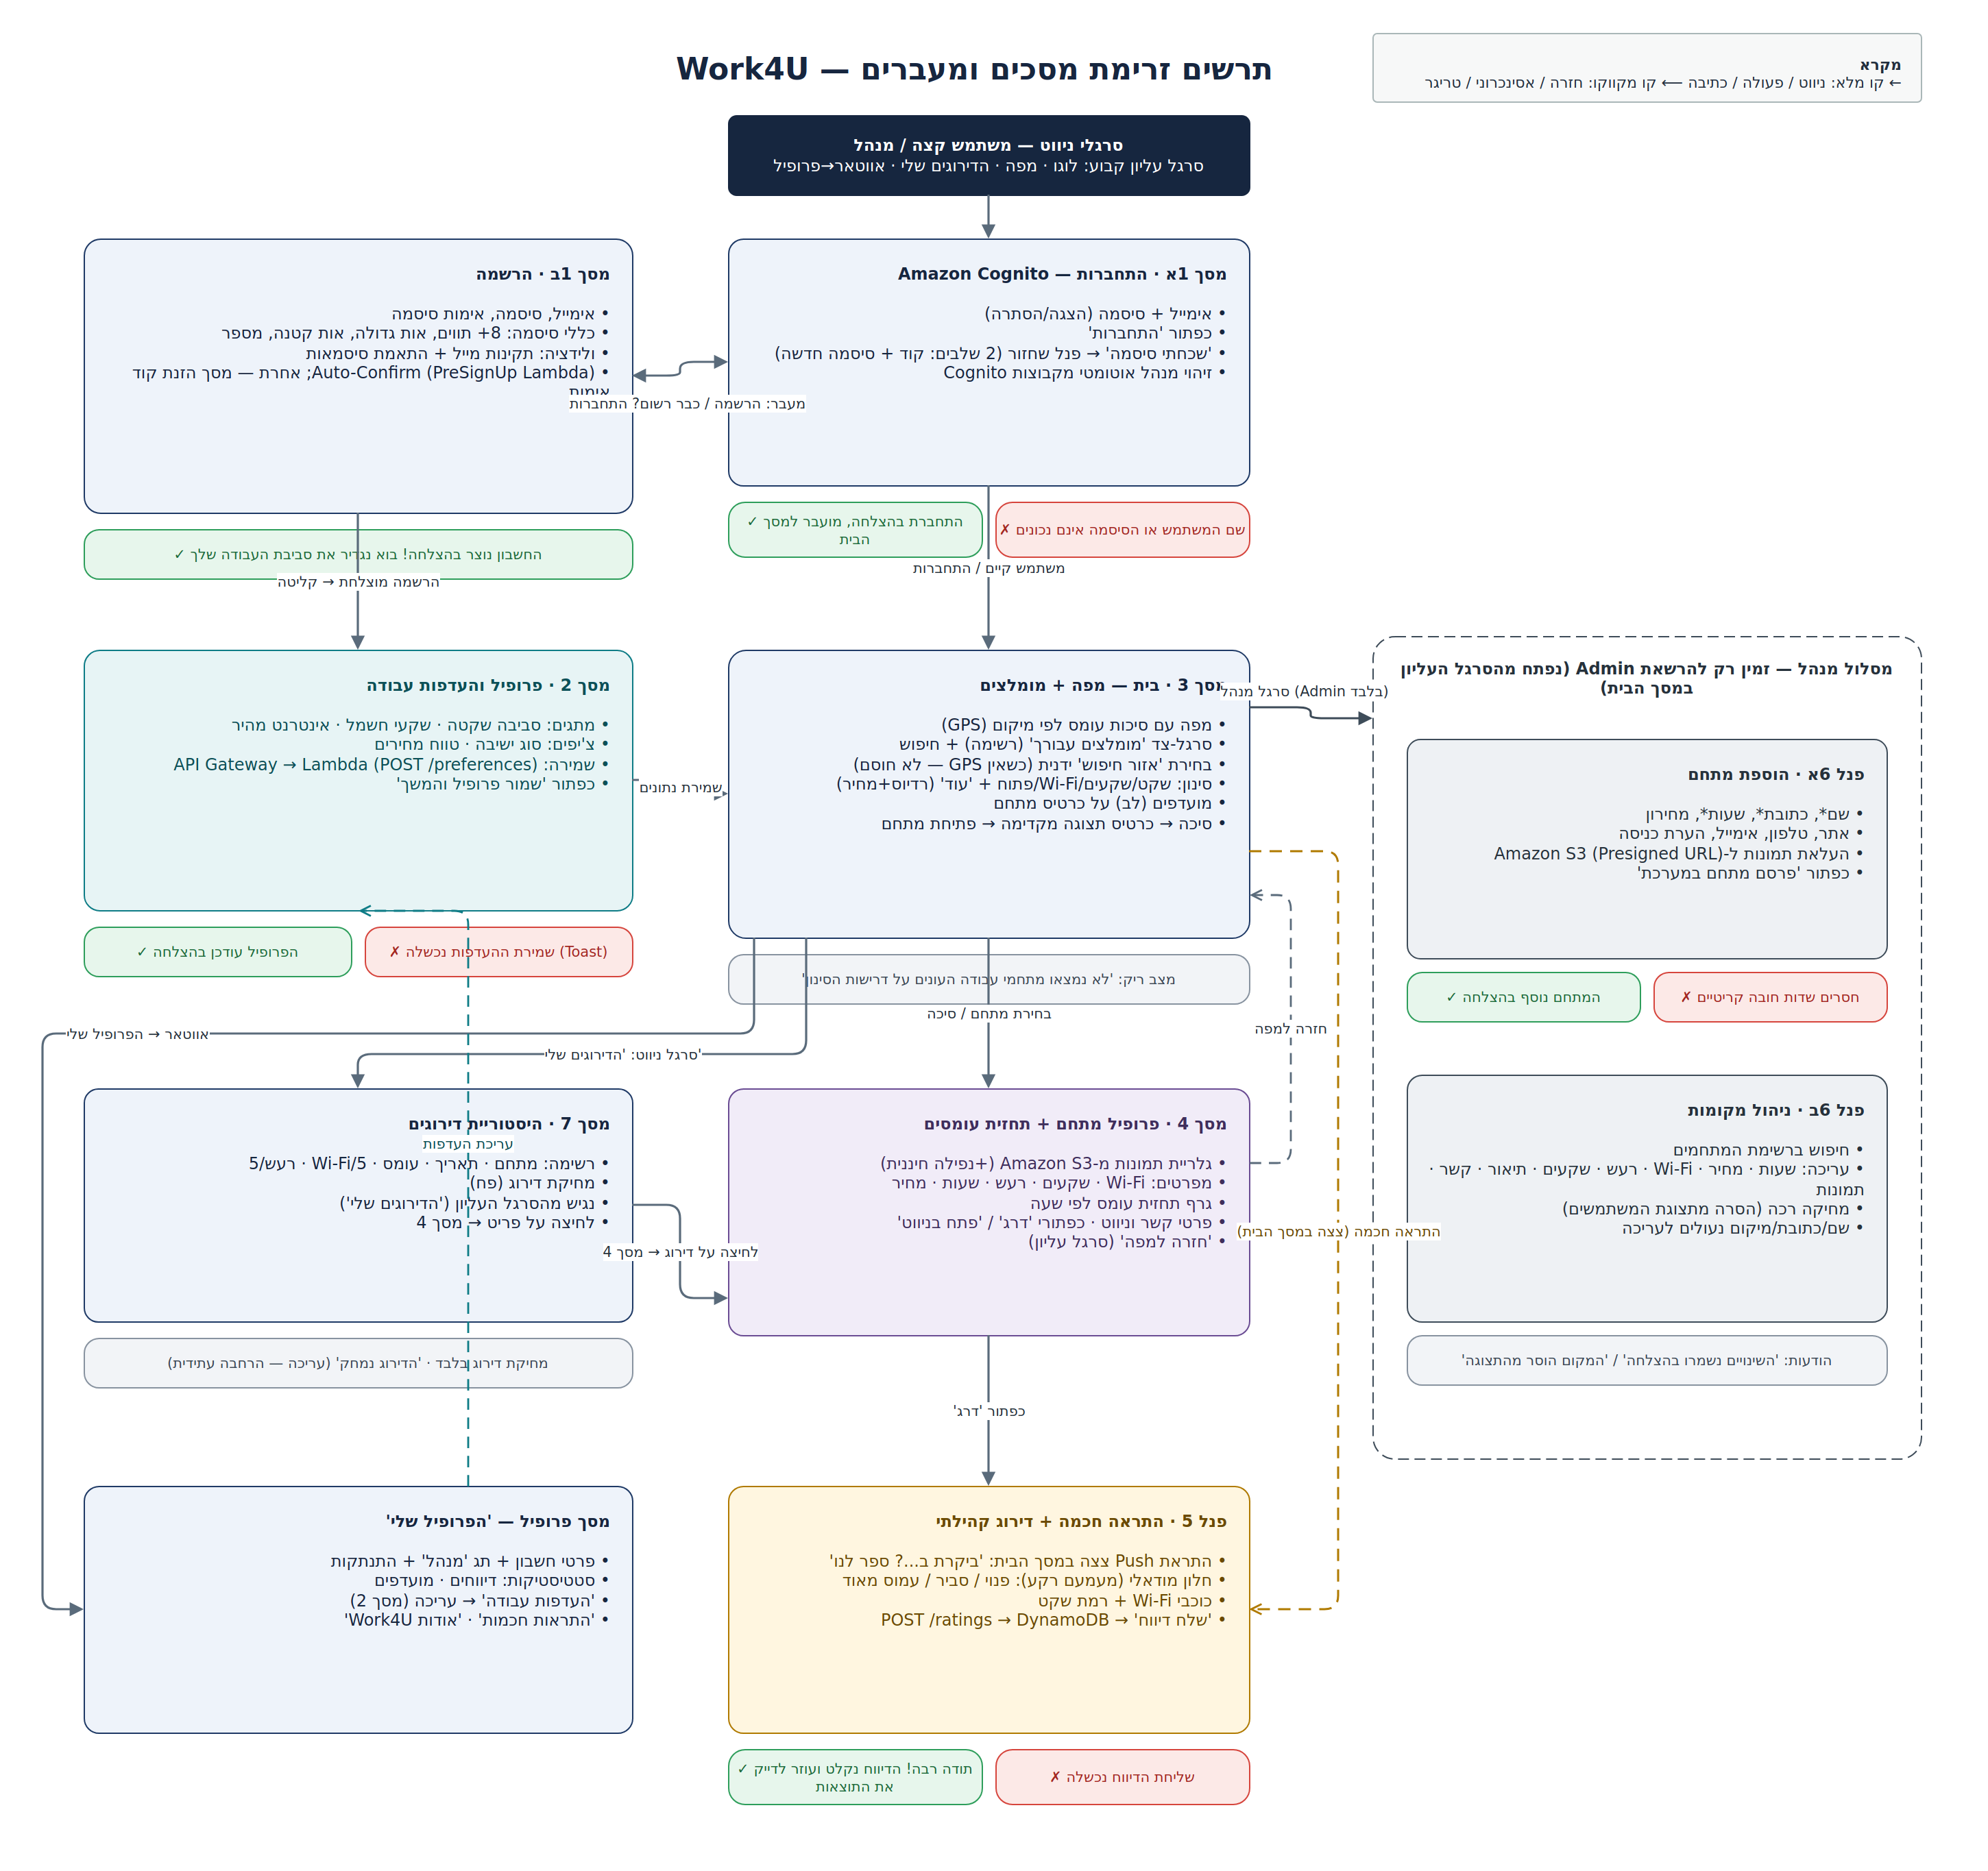 תרשים זרימת מסכים ומעברים — Work4U
מקרא
← קו מלא: ניווט / פעולה / כתיבה ⟵ קו מקווקו: חזרה / אסינכרוני / טריגר
סרגלי ניווט — משתמש קצה / מנהל
סרגל עליון קבוע: לוגו · מפה · הדירוגים שלי · אווטאר→פרופיל
מסך 1א · התחברות — Amazon Cognito
• אימייל + סיסמה (הצגה/הסתרה)
• כפתור 'התחברות'
• 'שכחתי סיסמה' → פנל שחזור (2 שלבים: קוד + סיסמה חדשה)
• זיהוי מנהל אוטומטי מקבוצות Cognito
מסך 1ב · הרשמה
• אימייל, סיסמה, אימות סיסמה
• כללי סיסמה: 8+ תווים, אות גדולה, אות קטנה, מספר
• ולידציה: תקינות מייל + התאמת סיסמאות
• Auto-Confirm (PreSignUp Lambda); אחרת — מסך הזנת קוד
אימות
מעבר: הרשמה / כבר רשום? התחברות
שם המשתמש או הסיסמה אינם נכונים ✗
התחברת בהצלחה, מועבר למסך ✓
הבית
החשבון נוצר בהצלחה! בוא נגדיר את סביבת העבודה שלך ✓
משתמש קיים / התחברות
הרשמה מוצלחת → קליטה
מסלול מנהל — זמין רק להרשאת Admin (נפתח מהסרגל העליון
במסך הבית)
(בלבד Admin) סרגל מנהל
מסך 3 · בית — מפה + מומלצים
• מפה עם סיכות עומס לפי מיקום (GPS)
• סרגל-צד 'מומלצים עבורך' (רשימה) + חיפוש
• בחירת 'אזור חיפוש' ידנית (כשאין GPS — לא חוסם)
• סינון: שקט/שקעים/Wi-Fi/פתוח + 'עוד' (רדיוס+מחיר)
• מועדפים (לב) על כרטיס מתחם
• סיכה → כרטיס תצוגה מקדימה → פתיחת מתחם
מסך 2 · פרופיל והעדפות עבודה
• מתגים: סביבה שקטה · שקעי חשמל · אינטרנט מהיר
• צ'יפים: סוג ישיבה · טווח מחירים
• שמירה: API Gateway → Lambda (POST /preferences)
• כפתור 'שמור פרופיל והמשך'
שמירת נתונים
פנל 6א · הוספת מתחם
• שם*, כתובת*, שעות*, מחירון
• אתר, טלפון, אימייל, הערת כניסה
• העלאת תמונות ל-Amazon S3 (Presigned URL)
• כפתור 'פרסם מתחם במערכת'
חסרים שדות חובה קריטיים ✗
המתחם נוסף בהצלחה ✓
(Toast) שמירת ההעדפות נכשלה ✗
הפרופיל עודכן בהצלחה ✓
מצב ריק: 'לא נמצאו מתחמי עבודה העונים על דרישות הסינון'
בחירת מתחם / סיכה
חזרה למפה
אווטאר → הפרופיל שלי
סרגל ניווט: 'הדירוגים שלי'
פנל 6ב · ניהול מקומות
• חיפוש ברשימת המתחמים
• עריכה: שעות · מחיר · Wi-Fi · רעש · שקעים · תיאור · קשר ·
תמונות
• מחיקה רכה (הסרה מתצוגת המשתמשים)
• שם/כתובת/מיקום נעולים לעריכה
הודעות: 'השינויים נשמרו בהצלחה' / 'המקום הוסר מהתצוגה'
מסך 4 · פרופיל מתחם + תחזית עומסים
• גלריית תמונות מ-Amazon S3 (+נפילה חיננית)
• מפרטים: Wi-Fi · שקעים · רעש · שעות · מחיר
• גרף תחזית עומס לפי שעה
• פרטי קשר וניווט · כפתורי 'דרג' / 'פתח בניווט'
• 'חזרה למפה' (סרגל עליון)
התראה חכמה (צצה במסך הבית)
מסך 7 · היסטוריית דירוגים
עריכת העדפות
• רשימה: מתחם · תאריך · עומס · Wi-Fi/5 · רעש/5
• מחיקת דירוג (פח)
• נגיש מהסרגל העליון ('הדירוגים שלי')
• לחיצה על פריט → מסך 4
לחיצה על דירוג → מסך 4
מחיקת דירוג בלבד · 'הדירוג נמחק' (עריכה — הרחבה עתידית)
כפתור 'דרג'
פנל 5 · התראה חכמה + דירוג קהילתי
• התראת Push צצה במסך הבית: 'ביקרת ב...? ספר לנו'
• חלון מודאלי (מעמעם רקע): פנוי / סביר / עמוס מאוד
• כוכבי Wi-Fi + רמת שקט
• 'שלח דיווח' → POST /ratings → DynamoDB
מסך פרופיל — 'הפרופיל שלי'
• פרטי חשבון + תג 'מנהל' + התנתקות
• סטטיסטיקות: דיווחים · מועדפים
• 'העדפות עבודה' → עריכה (מסך 2)
• 'התראות חכמות' · 'אודות Work4U'
שליחת הדיווח נכשלה ✗
תודה רבה! הדיווח נקלט ועוזר לדייק ✓
את התוצאות